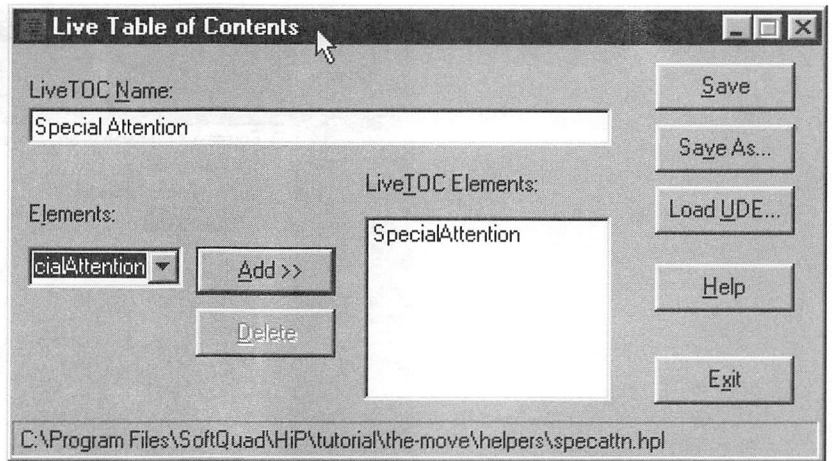 Live Table of Contents
LiveTOC Name:
Special Attention
Elements:
cialAttention
Add >>
Delete
LiveTOC Elements:
SpecialAttention
Save
Save As...
Load UDE...
Help
Exit
C:\Program Files\SoftQuad\HiP\tutorial\the-move\helpers\specattn.hpl